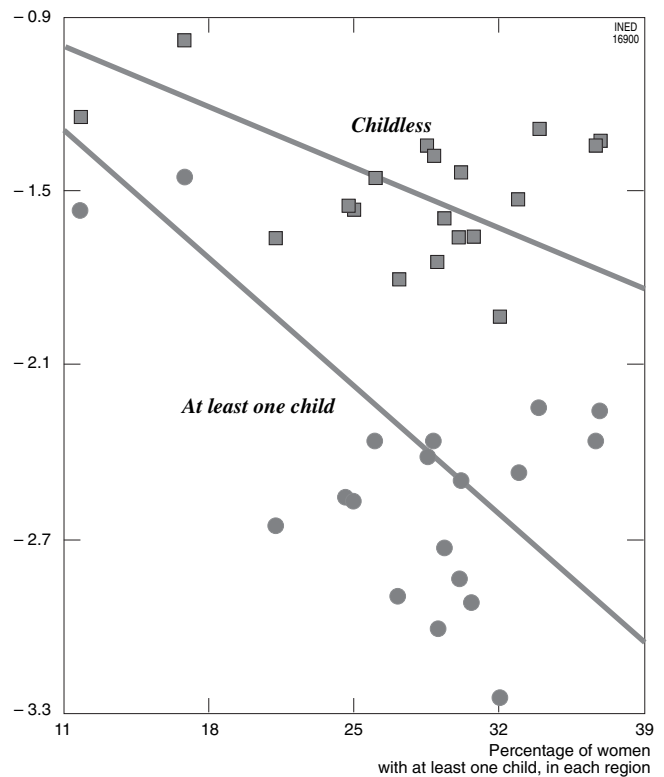 – 0.9
INED
16900
Childless
– 1.5
– 2.1
At least one child
– 2.7
– 3.3
11 18 25 32 39
Percentage of women
with at least one child, in each region